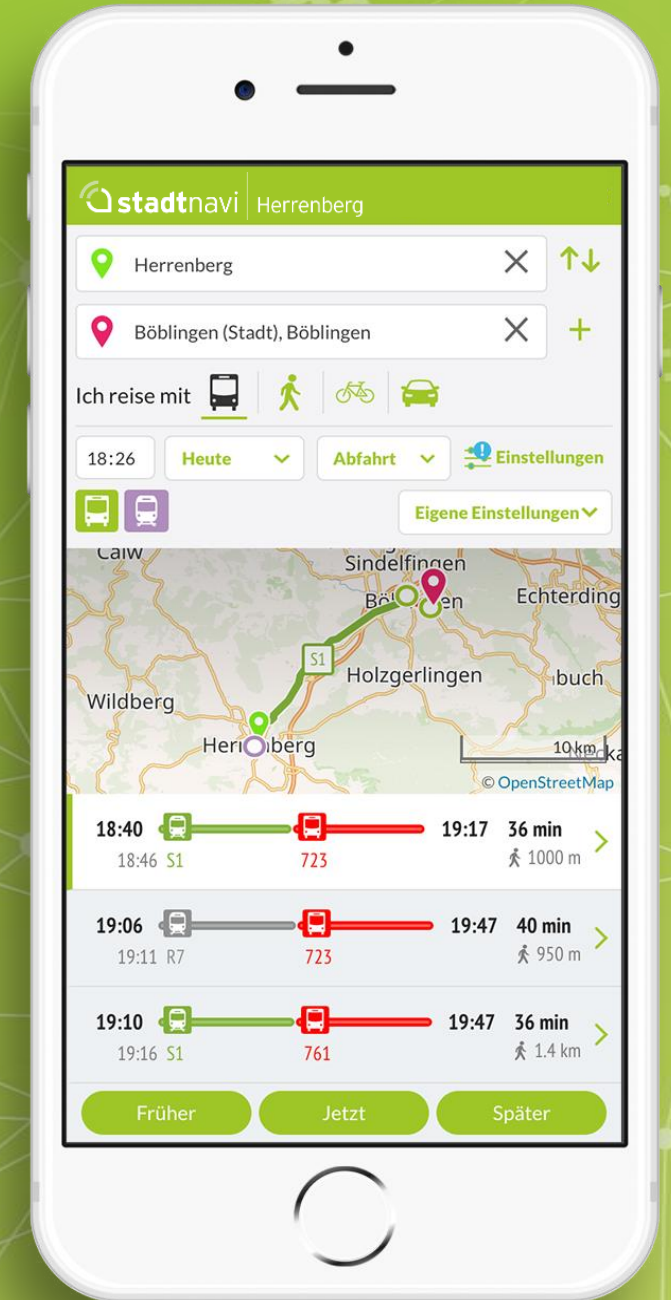 stadtnavi Herrenberg
Herrenberg
Böblingen (Stadt), Böblingen
Ich reise mit
18:26 Heute Abfahrt Einstellungen
Eigene Einstellungen
Calw
Sindelfingen
Echterding
S1
Holzgerlingen
buch
Wildberg
10 km
© OpenStreetMap
18:40 19:17 36 min
18:46 S1 723 1000 m
19:06 19:47 40 min
19:11 R7 723 950 m
19:10 19:47 36 min
19:16 S1 761 1.4 km
Früher Jetzt Später